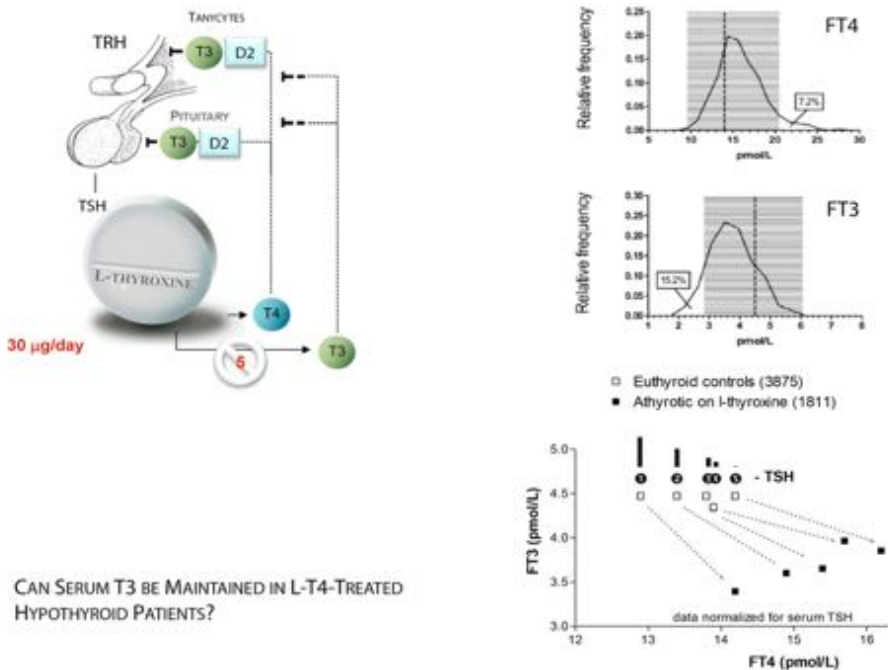 TANYCYTES
TRH
T3 D2
PITUITARY
T3 D2
TSH
L-THYROXINE
T4
30 µg/day
5
T3
CAN SERUM T3 BE MAINTAINED IN L-T4-TREATED
HYPOTHYROID PATIENTS?
FT4
Relative frequency
0.25
0.20
0.15
0.10
0.05
0.00
7.2%
5 10 15 20 25 30
pmol/L
FT3
Relative frequency
0.30
0.25
0.20
0.15
0.10
0.05
0.00
15.2%
1 2 3 4 5 6 7 8
pmol/L
□ Euthyroid controls (3875)
■ Athyrotic on l-thyroxine (1811)
FT3 (pmol/L)
5.0
4.5
4.0
3.5
3.0
1 2 3 4 5 - TSH
data normalized for serum TSH
12 13 14 15 16
FT4 (pmol/L)